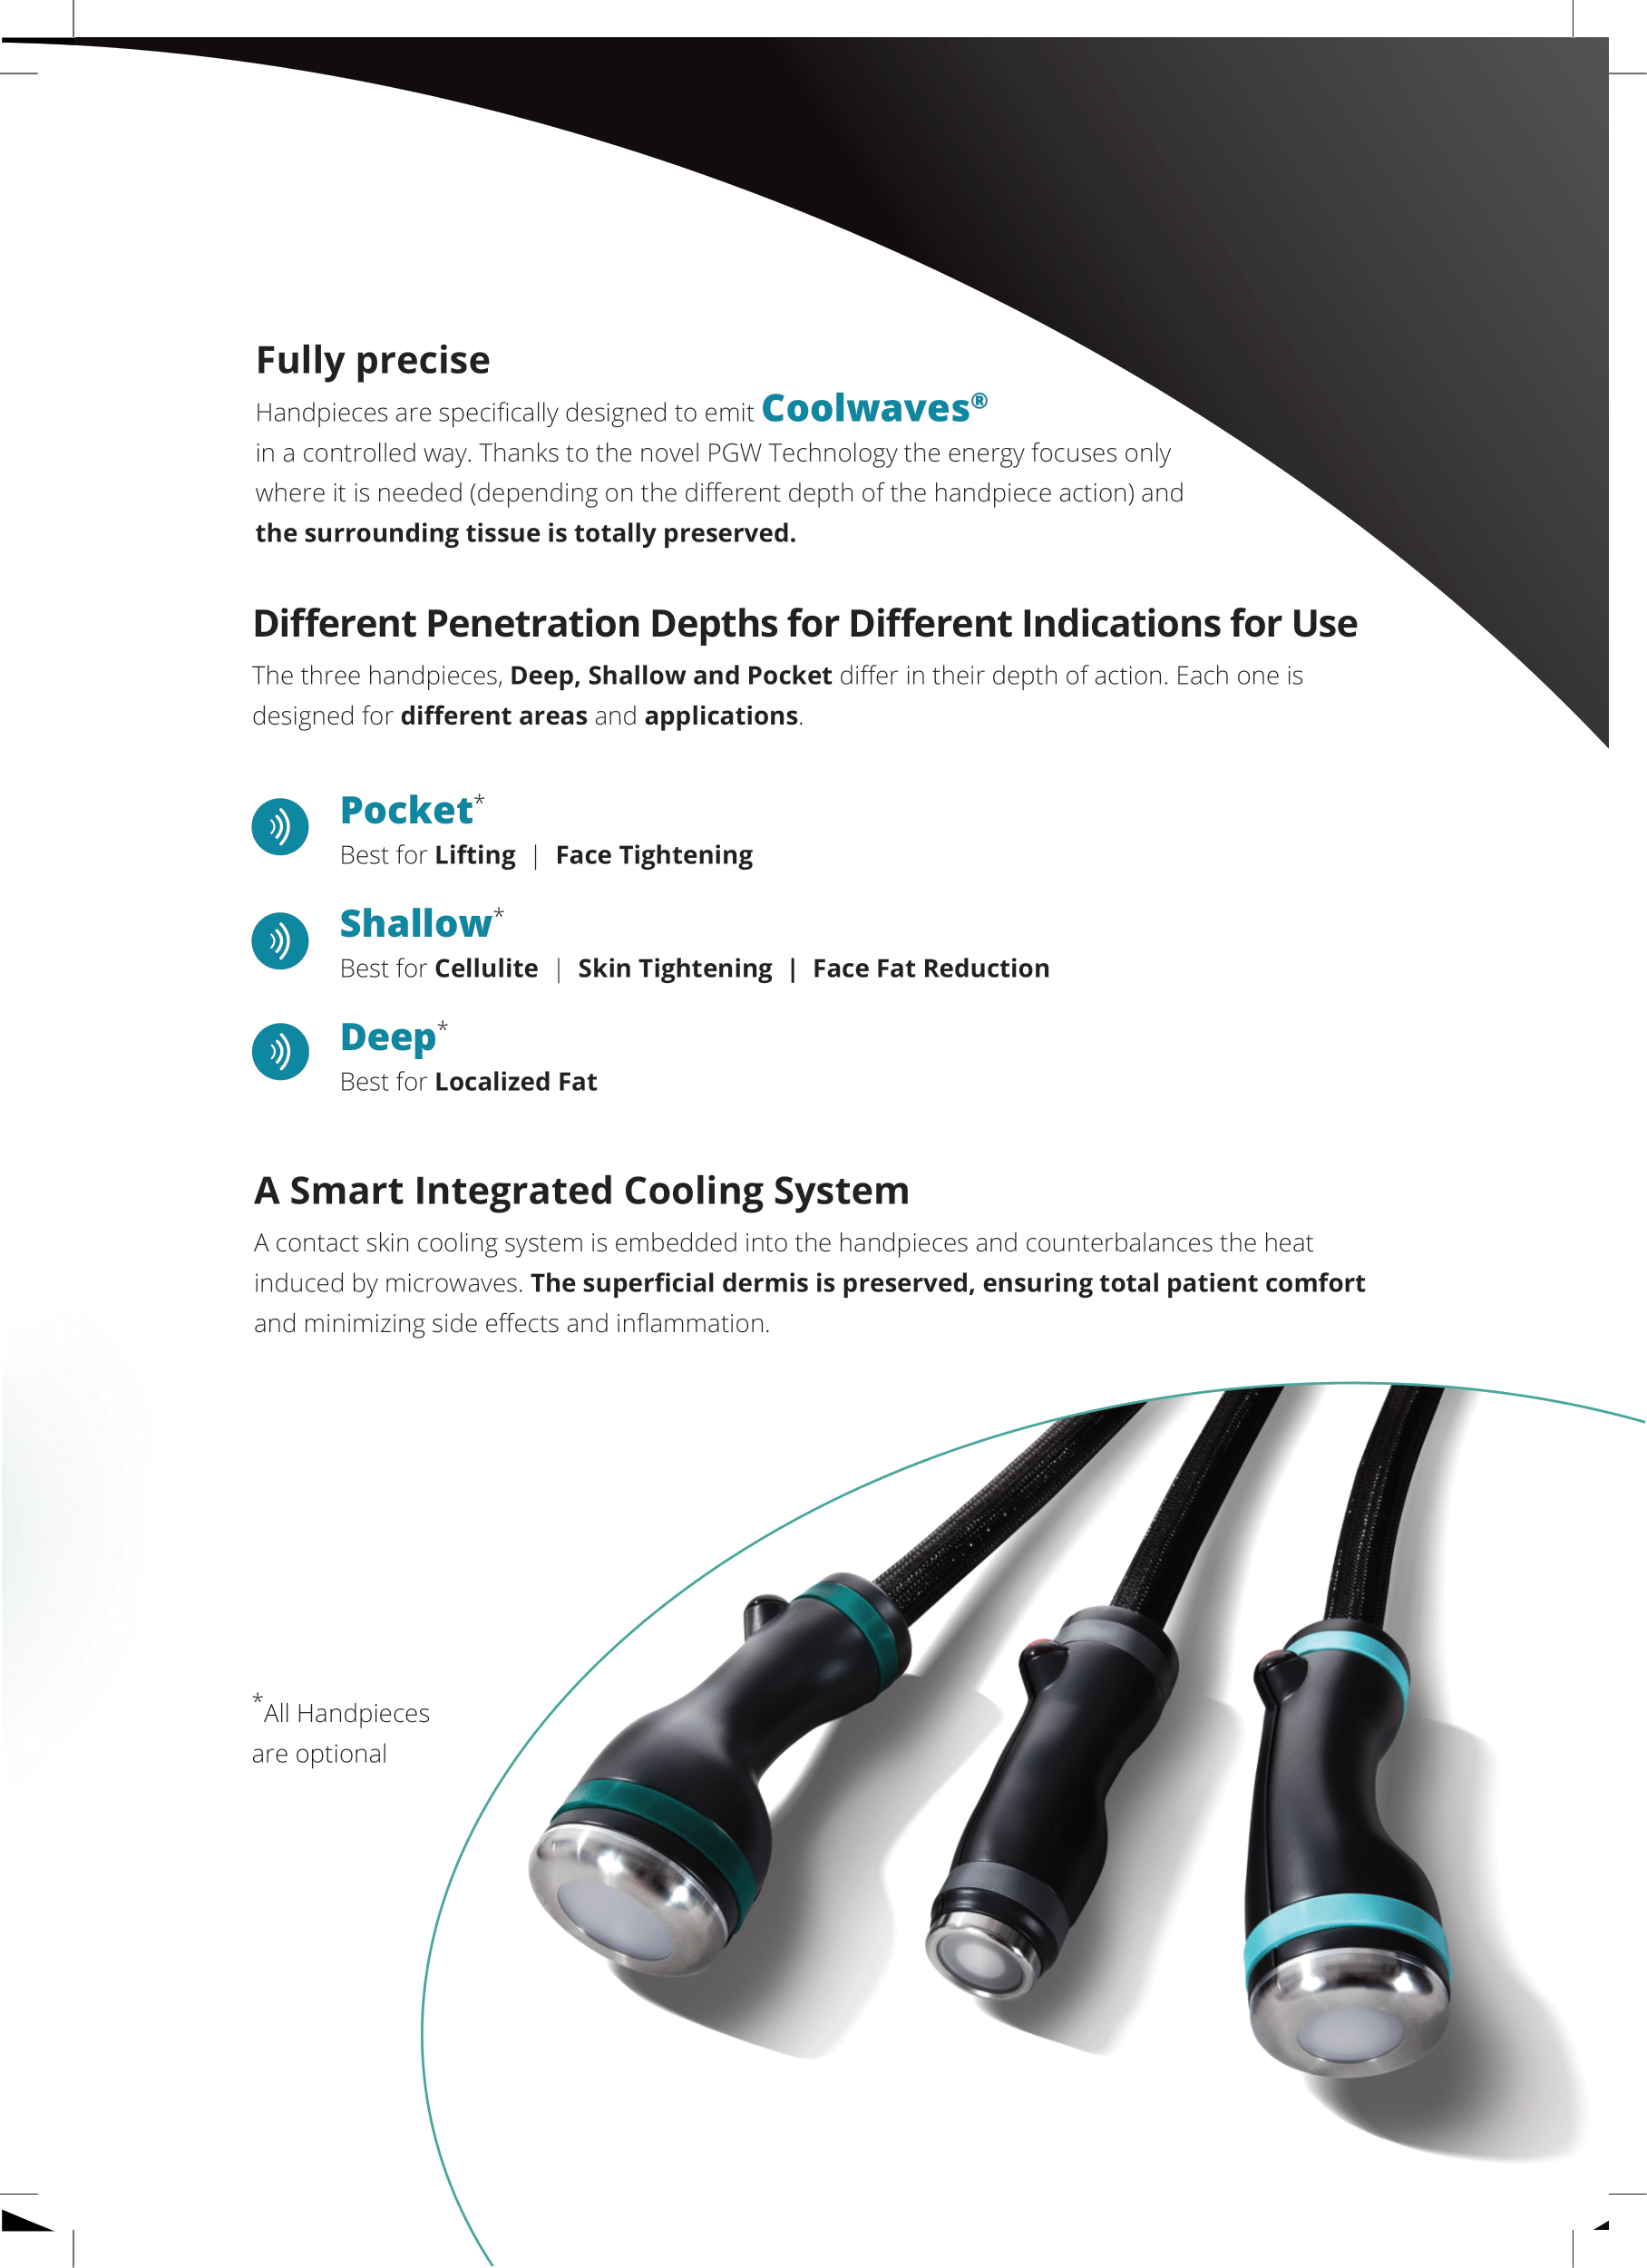 Fully precise
Handpieces are specifically designed to emit Coolwaves®
in a controlled way. Thanks to the novel PGW Technology the energy focuses only
where it is needed (depending on the different depth of the handpiece action) and
the surrounding tissue is totally preserved.
Different Penetration Depths for Different Indications for Use
The three handpieces, Deep, Shallow and Pocket differ in their depth of action. Each one is
designed for different areas and applications.
Pocket*
Best for Lifting | Face Tightening
Shallow*
Best for Cellulite | Skin Tightening | Face Fat Reduction
Deep*
Best for Localized Fat
A Smart Integrated Cooling System
A contact skin cooling system is embedded into the handpieces and counterbalances the heat
induced by microwaves. The superficial dermis is preserved, ensuring total patient comfort
and minimizing side effects and inflammation.
*All Handpieces
are optional